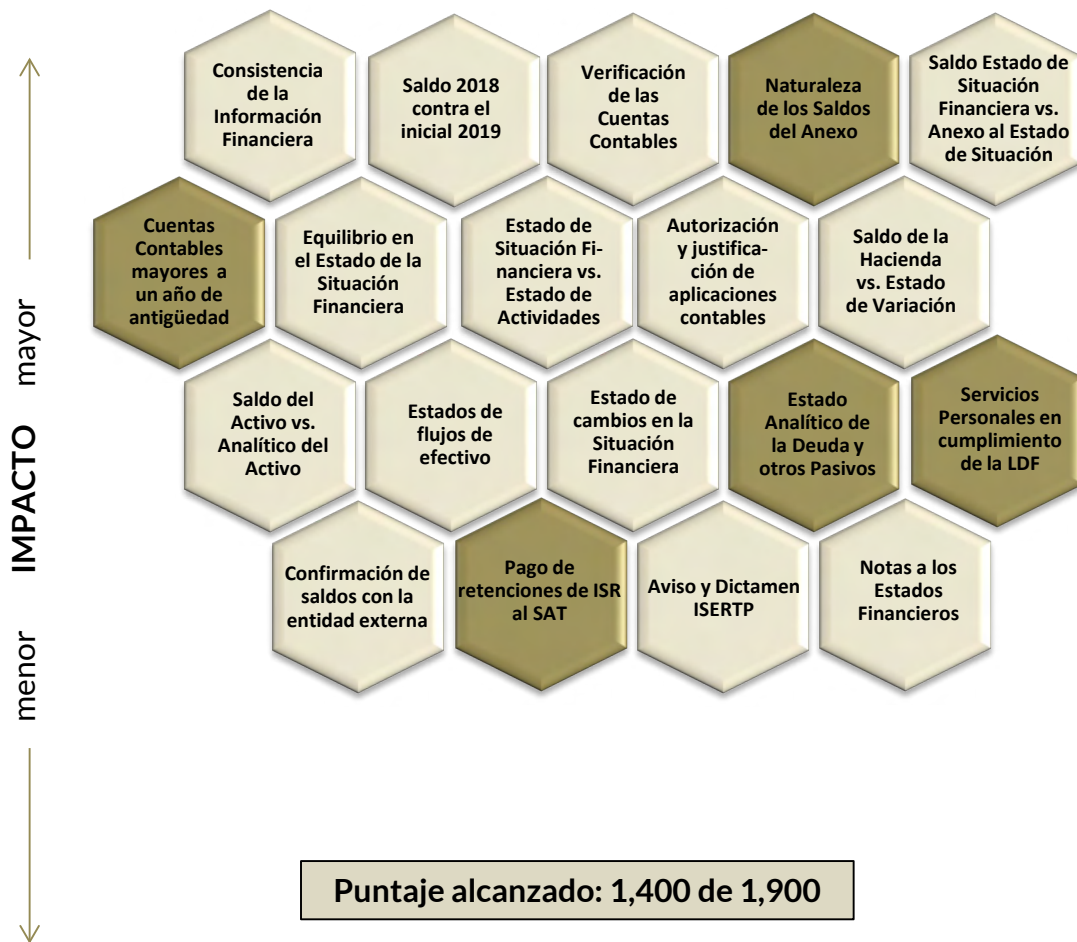 Consistencia
de la
Información
Financiera
Saldo 2018
contra el
inicial 2019
Verificación
de las
Cuentas
Contables
Naturaleza
de los Saldos
del Anexo
Saldo Estado de
Situación
Financiera vs.
Anexo al Estado
de Situación
Cuentas
Contables
mayores a
un año de
antigüedad
Equilibrio en
el Estado de la
Situación
Financiera
Estado de
Situación Fi-
nanciera vs.
Estado de
Actividades
Autorización
y justifica-
ción de
aplicaciones
contables
Saldo de la
Hacienda
vs. Estado
de Variación
Saldo del
Activo vs.
Analítico del
Activo
Estados de
flujos de
efectivo
Estado de
cambios en la
Situación
Financiera
Estado
Analítico de
la Deuda y
otros Pasivos
Servicios
Personales en
cumplimiento
de la LDF
Confirmación de
saldos con la
entidad externa
Pago de
retenciones de ISR
al SAT
Aviso y Dictamen
ISERTP
Notas a los
Estados
Financieros
menor IMPACTO mayor
Puntaje alcanzado: 1,400 de 1,900